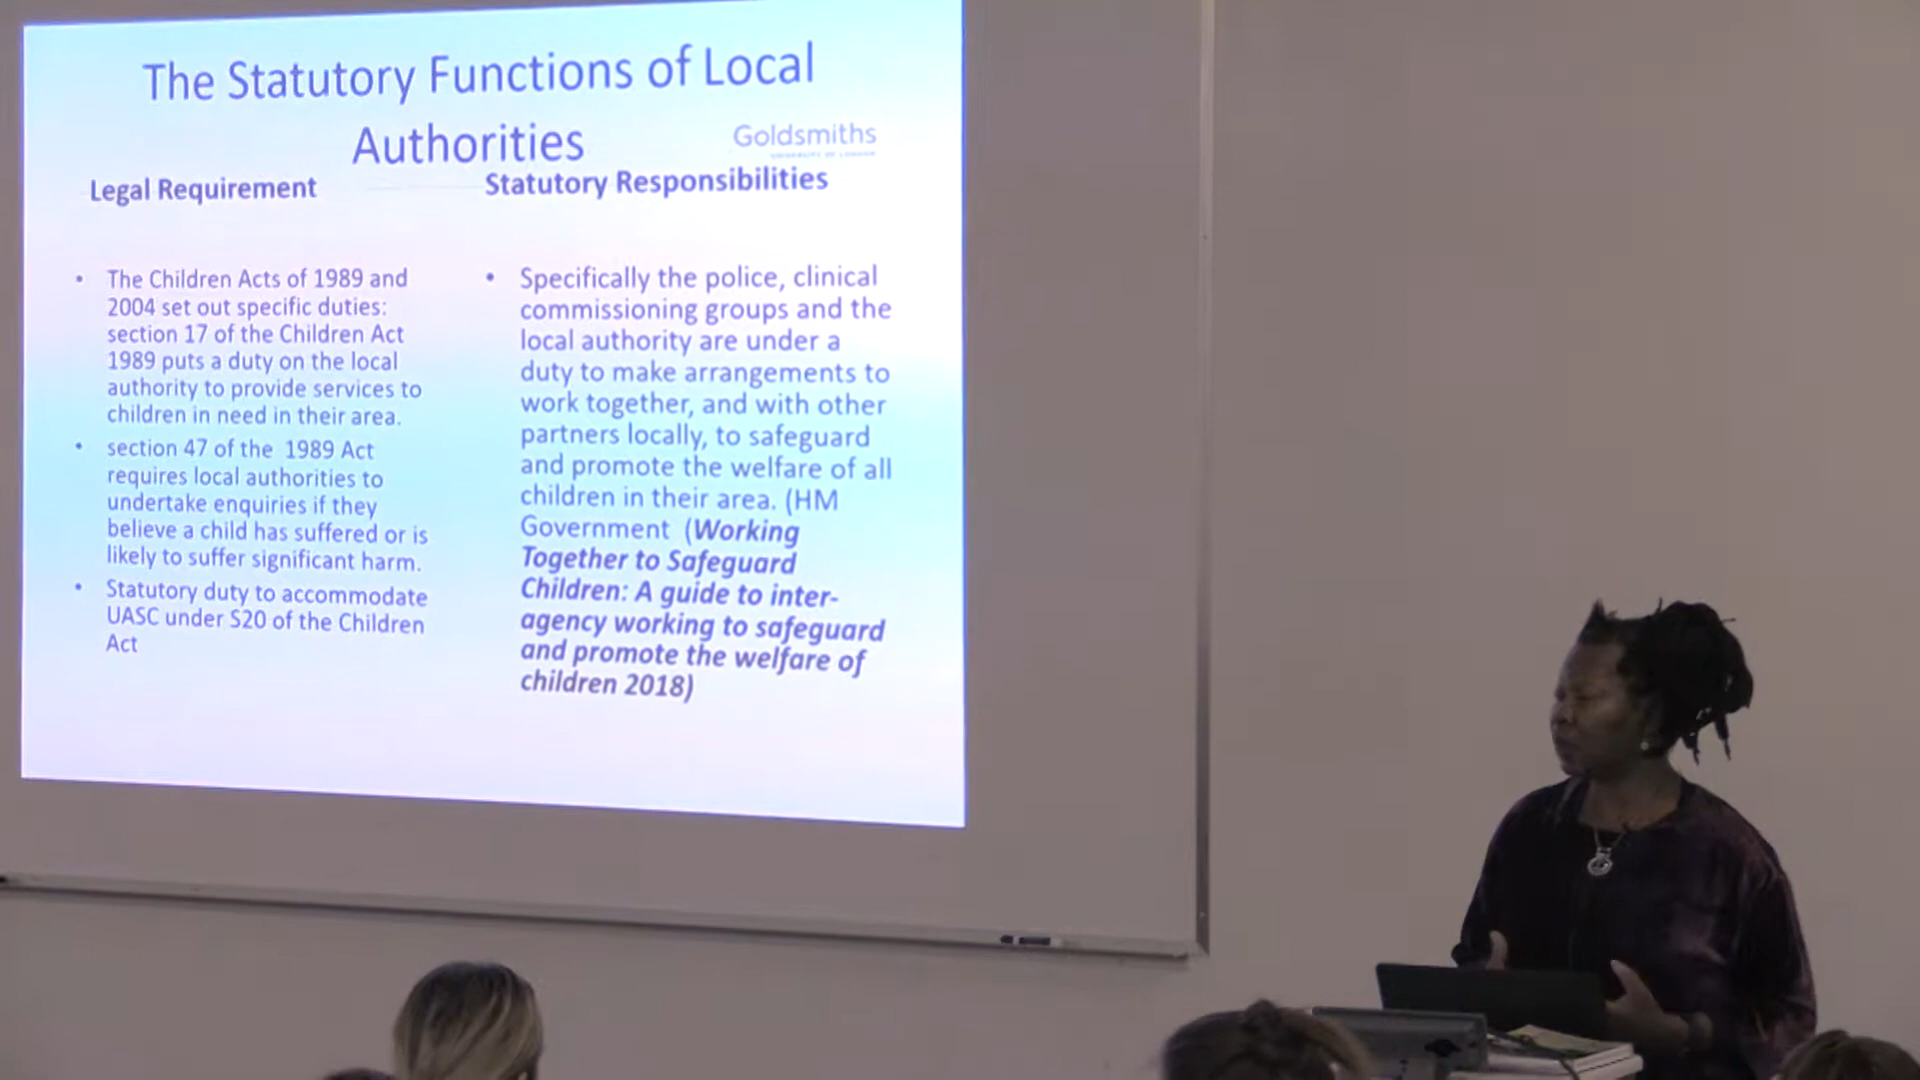 The Statutory Functions of Local
Authorities
Goldsmiths
UNIVERSITY OF LONDON
Legal Requirement
• The Children Acts of 1989 and
2004 set out specific duties:
section 17 of the Children Act
1989 puts a duty on the local
authority to provide services to
children in need in their area.
• section 47 of the 1989 Act
requires local authorities to
undertake enquiries if they
believe a child has suffered or is
likely to suffer significant harm.
• Statutory duty to accommodate
UASC under S20 of the Children
Act
Statutory Responsibilities
• Specifically the police, clinical
commissioning groups and the
local authority are under a
duty to make arrangements to
work together, and with other
partners locally, to safeguard
and promote the welfare of all
children in their area. (HM
Government (Working
Together to Safeguard
Children: A guide to inter-
agency working to safeguard
and promote the welfare of
children 2018)